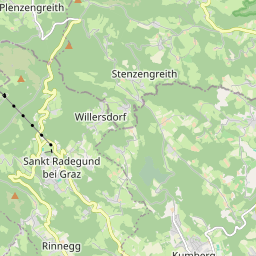 Plenzengreith
Stenzengreith
Willersdorf
Sankt Radegund
bei Graz
Rinnegg
Kumberg